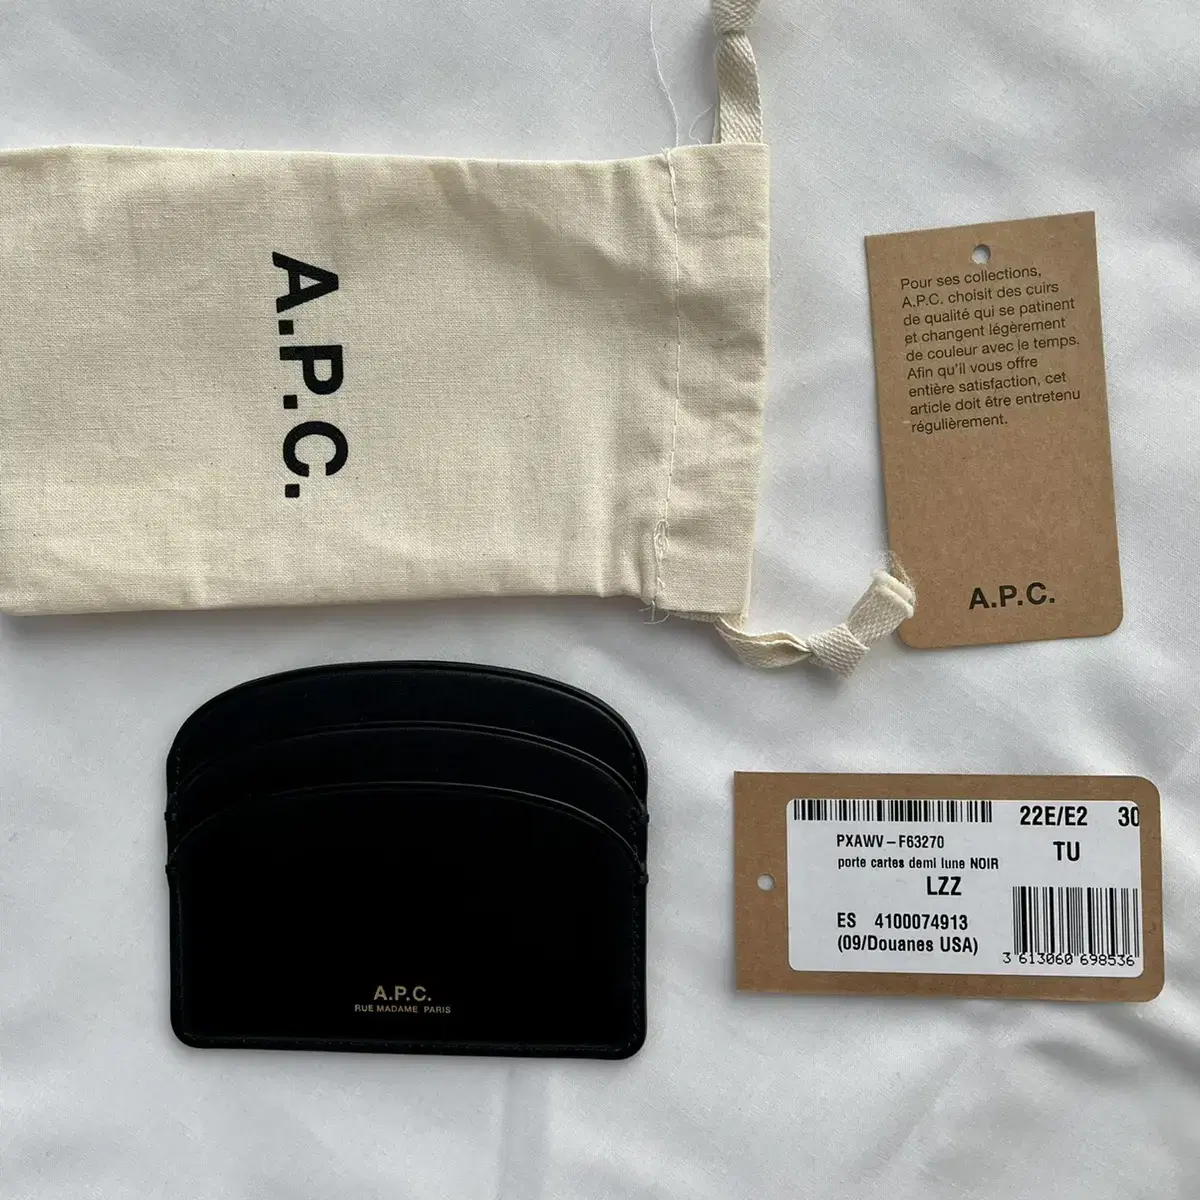 A.P.C.
Pour ses collections,
A.P.C. choisit des cuirs
de qualité qui se patinent
et changent légèrement
de couleur avec le temps.
Afin qu'il vous offre
entière satisfaction, cet
article doit être entretenu
régulièrement.
A.P.C.
A.P.C.
RUE MADAME PARIS
22E/E2 30
PXAWV-F63270
TU
porte cartes demi lune NOIR
LZZ
ES 4100074913
(09/Douanes USA)
3 613060 698536